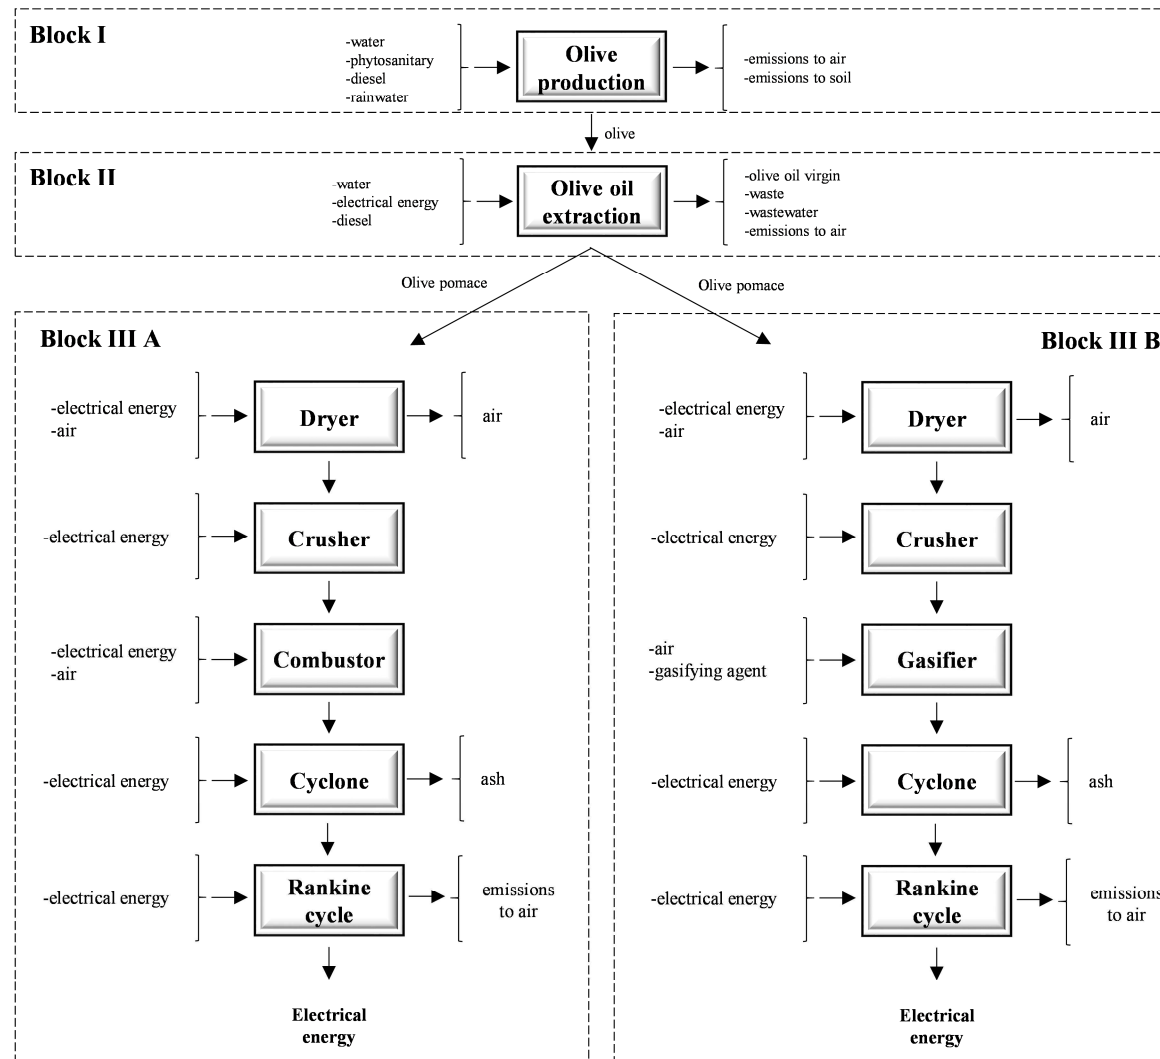 Block I
-water
-phytosanitary
-diesel
-rainwater
Olive
production
-emissions to air
-emissions to soil
olive
Block II
-water
-electrical energy
-diesel
Olive oil
extraction
-olive oil virgin
-waste
-wastewater
-emissions to air
Olive pomace
Olive pomace
Block III A
-electrical energy
-air
Dryer
air
-electrical energy
Crusher
-electrical energy
-air
Combustor
-electrical energy
Cyclone
ash
-electrical energy
Rankine
cycle
emissions
to air
Electrical
energy
Block III B
-electrical energy
-air
Dryer
air
-electrical energy
Crusher
-air
-gasifying agent
Gasifier
-electrical energy
Cyclone
ash
-electrical energy
Rankine
cycle
emissions
to air
Electrical
energy